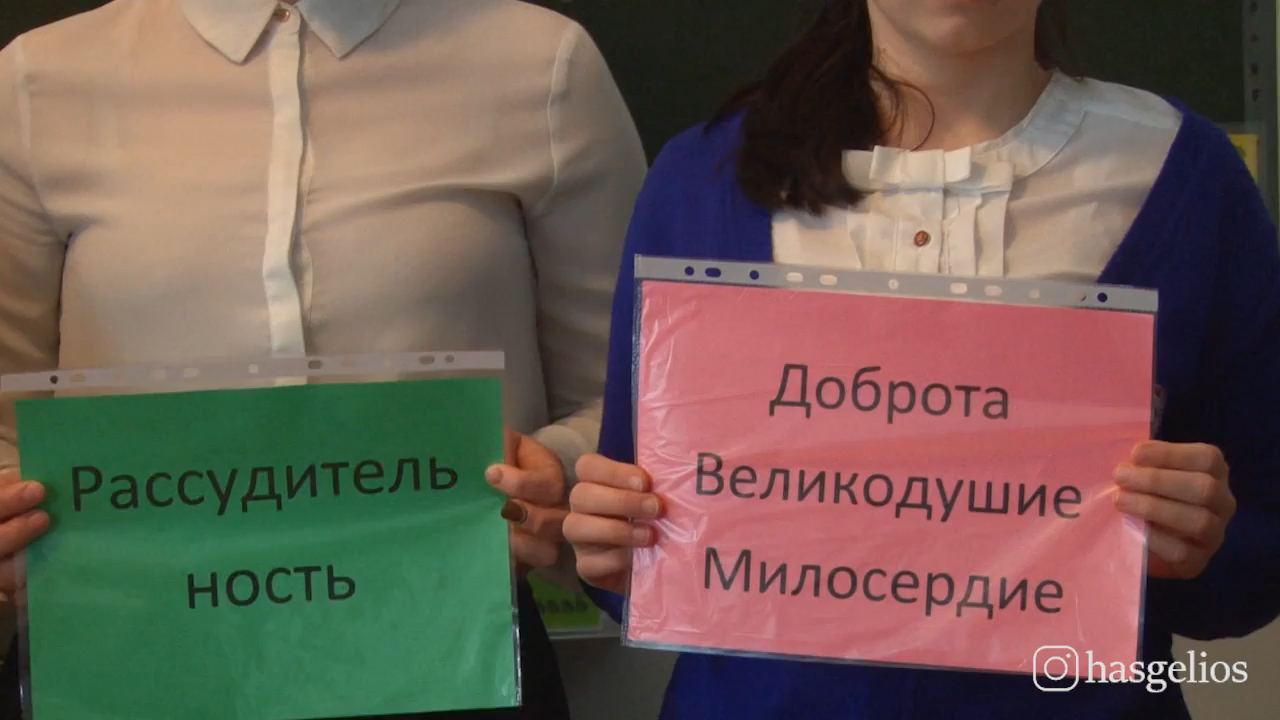 Рассудитель
ность
Доброта
Великодушие
Милосердие
hasgelios